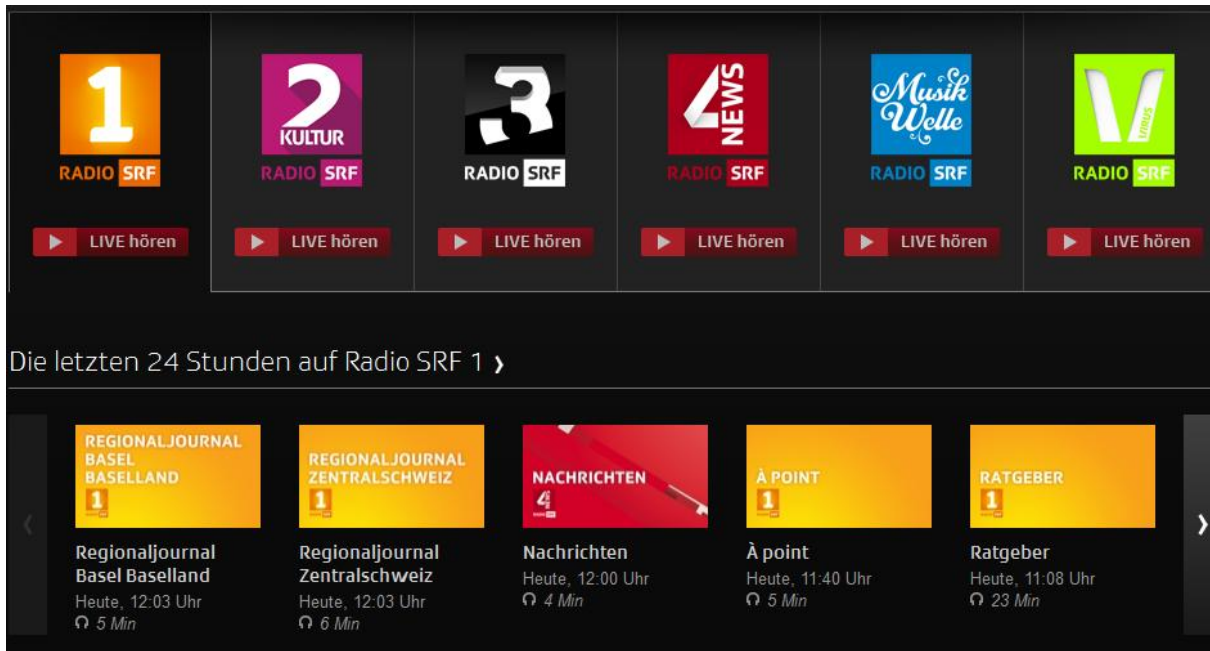 1
RADIO SRF
LIVE hören
2
KULTUR
RADIO SRF
LIVE hören
3
RADIO SRF
LIVE hören
4 NEWS
RADIO SRF
LIVE hören
Musik
Welle
RADIO SRF
LIVE hören
V
VIRUS
RADIO SRF
LIVE hören
Die letzten 24 Stunden auf Radio SRF 1
REGIONALJOURNAL
BASEL
BASELLAND
1
Regionaljournal
Basel Baselland
Heute, 12:03 Uhr
5 Min
REGIONALJOURNAL
ZENTRALSCHWEIZ
1
Regionaljournal
Zentralschweiz
Heute, 12:03 Uhr
6 Min
NACHRICHTEN
4 NEWS
Nachrichten
Heute, 12:00 Uhr
4 Min
À POINT
1
À point
Heute, 11:40 Uhr
5 Min
RATGEBER
1
Ratgeber
Heute, 11:08 Uhr
23 Min